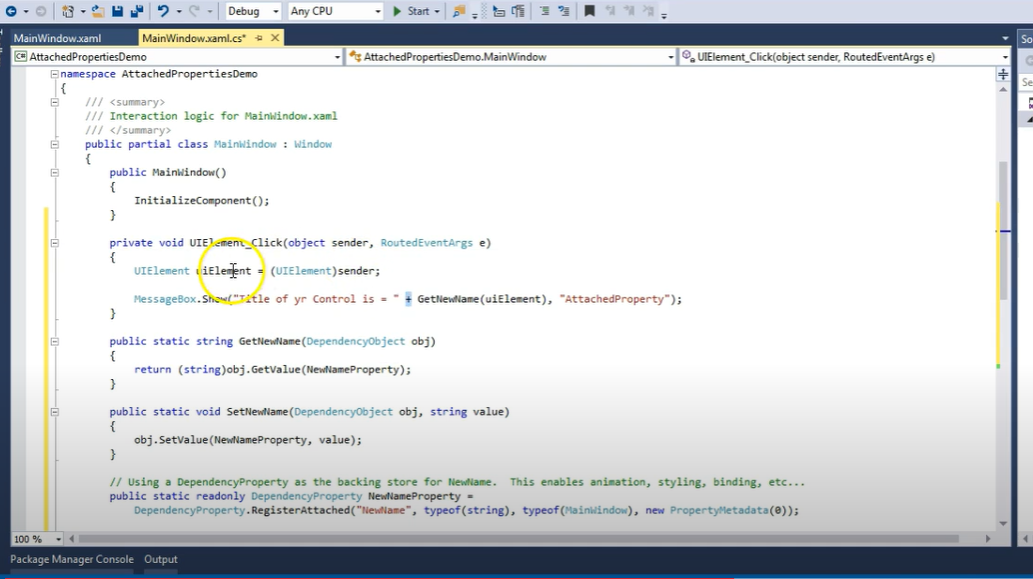 Debug
Any CPU
Start
MainWindow.xaml
MainWindow.xaml.cs*
So
AttachedPropertiesDemo
AttachedPropertiesDemo.MainWindow
UIElement_Click(object sender, RoutedEventArgs e)
namespace AttachedPropertiesDemo
{
/// <summary>
/// Interaction logic for MainWindow.xaml
/// </summary>
public partial class MainWindow : Window
{
public MainWindow()
{
InitializeComponent();
}
private void UIElement_Click(object sender, RoutedEventArgs e)
{
UIElement uiElement = (UIElement)sender;
MessageBox.Show("Title of yr Control is = " + GetNewName(uiElement), "AttachedProperty");
}
public static string GetNewName(DependencyObject obj)
{
return (string)obj.GetValue(NewNameProperty);
}
public static void SetNewName(DependencyObject obj, string value)
{
obj.SetValue(NewNameProperty, value);
}
// Using a DependencyProperty as the backing store for NewName.  This enables animation, styling, binding, etc...
public static readonly DependencyProperty NewNameProperty =
DependencyProperty.RegisterAttached("NewName", typeof(string), typeof(MainWindow), new PropertyMetadata(0));
100 %
Package Manager Console
Output